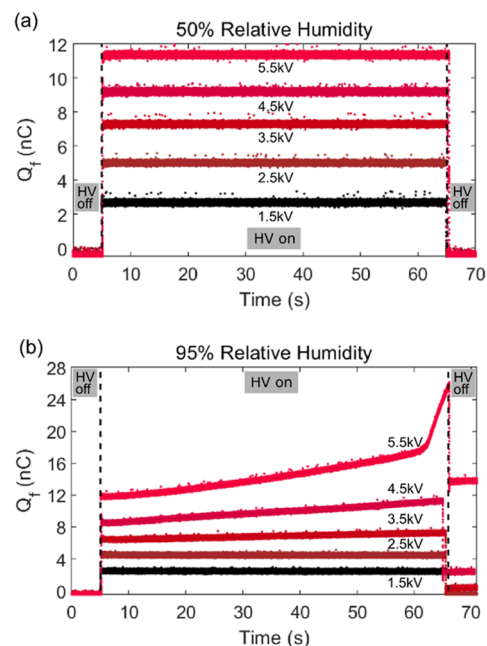 (a)
50% Relative Humidity
12
10
8
6
4
2
0
Q_f (nC)
5.5kV
4.5kV
3.5kV
2.5kV
1.5kV
HV off
HV on
HV off
0 10 20 30 40 50 60 70
Time (s)
(b)
95% Relative Humidity
28
24
20
16
12
8
4
0
Q_f (nC)
HV off
HV on
HV off
5.5kV
4.5kV
3.5kV
2.5kV
1.5kV
0 10 20 30 40 50 60 70
Time (s)